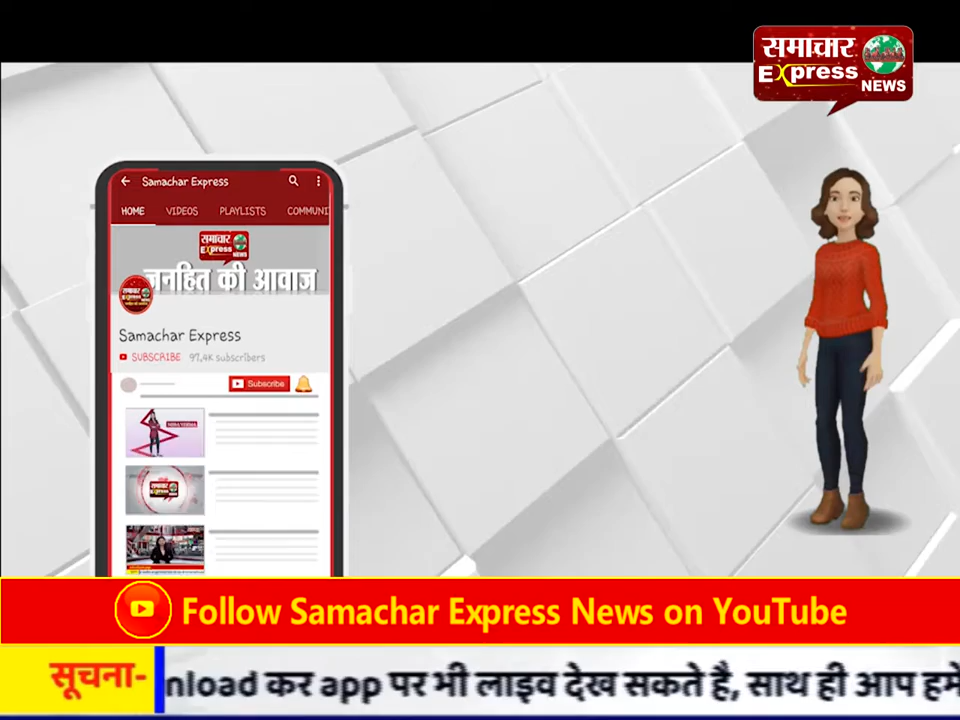 समाचार
Express
NEWS
Samachar Express
HOME VIDEOS PLAYLISTS COMMUNI
समाचार
Express
NEWS
जनहित की आवाज
Samachar Express
SUBSCRIBE 97.4K subscribers
Subscribe
Follow Samachar Express News on YouTube
सूचना- nload कर app पर भी लाइव देख सकते है, साथ ही आप हमें